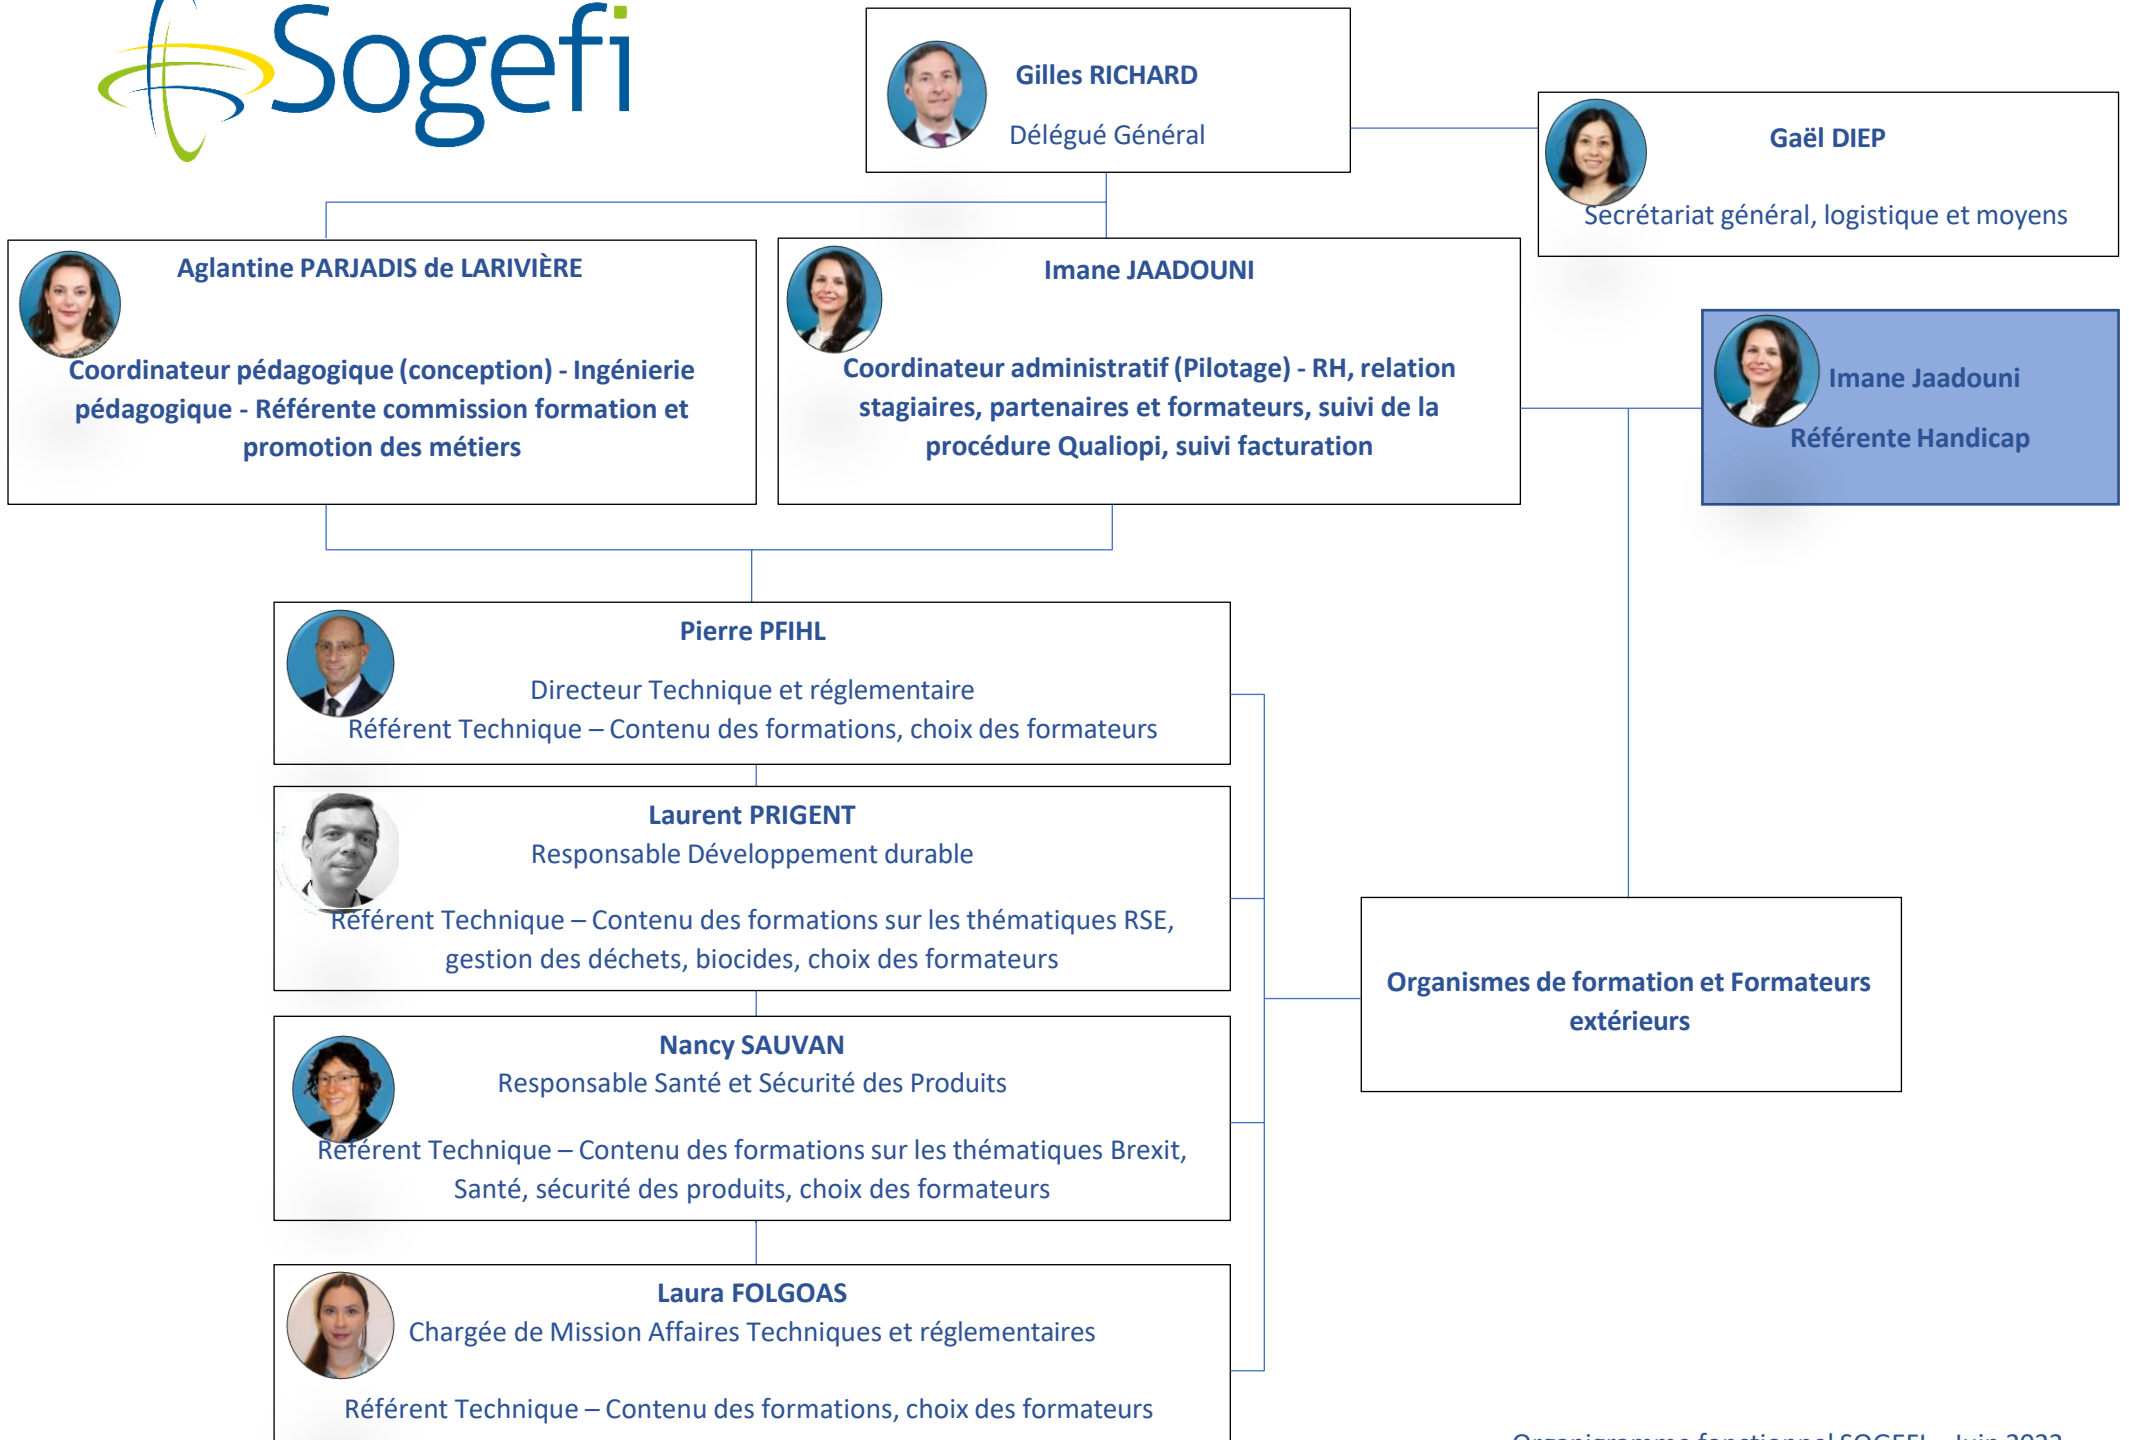 Sogefi
Gilles RICHARD
Délégué Général
Gaël DIEP
Secrétariat général, logistique et moyens
Aglantine PARJADIS de LARIVIÈRE
Coordinateur pédagogique (conception) - Ingénierie
pédagogique - Référente commission formation et
promotion des métiers
Imane JAADOUNI
Coordinateur administratif (Pilotage) - RH, relation
stagiaires, partenaires et formateurs, suivi de la
procédure Qualiopi, suivi facturation
Imane Jaadouni
Référente Handicap
Pierre PFIHL
Directeur Technique et réglementaire
Référent Technique – Contenu des formations, choix des formateurs
Laurent PRIGENT
Responsable Développement durable
Référent Technique – Contenu des formations sur les thématiques RSE,
gestion des déchets, biocides, choix des formateurs
Nancy SAUVAN
Responsable Santé et Sécurité des Produits
Référent Technique – Contenu des formations sur les thématiques Brexit,
Santé, sécurité des produits, choix des formateurs
Organismes de formation et Formateurs
extérieurs
Laura FOLGOAS
Chargée de Mission Affaires Techniques et réglementaires
Référent Technique – Contenu des formations, choix des formateurs
Organigramme fonctionnel SOGEFI – Juin